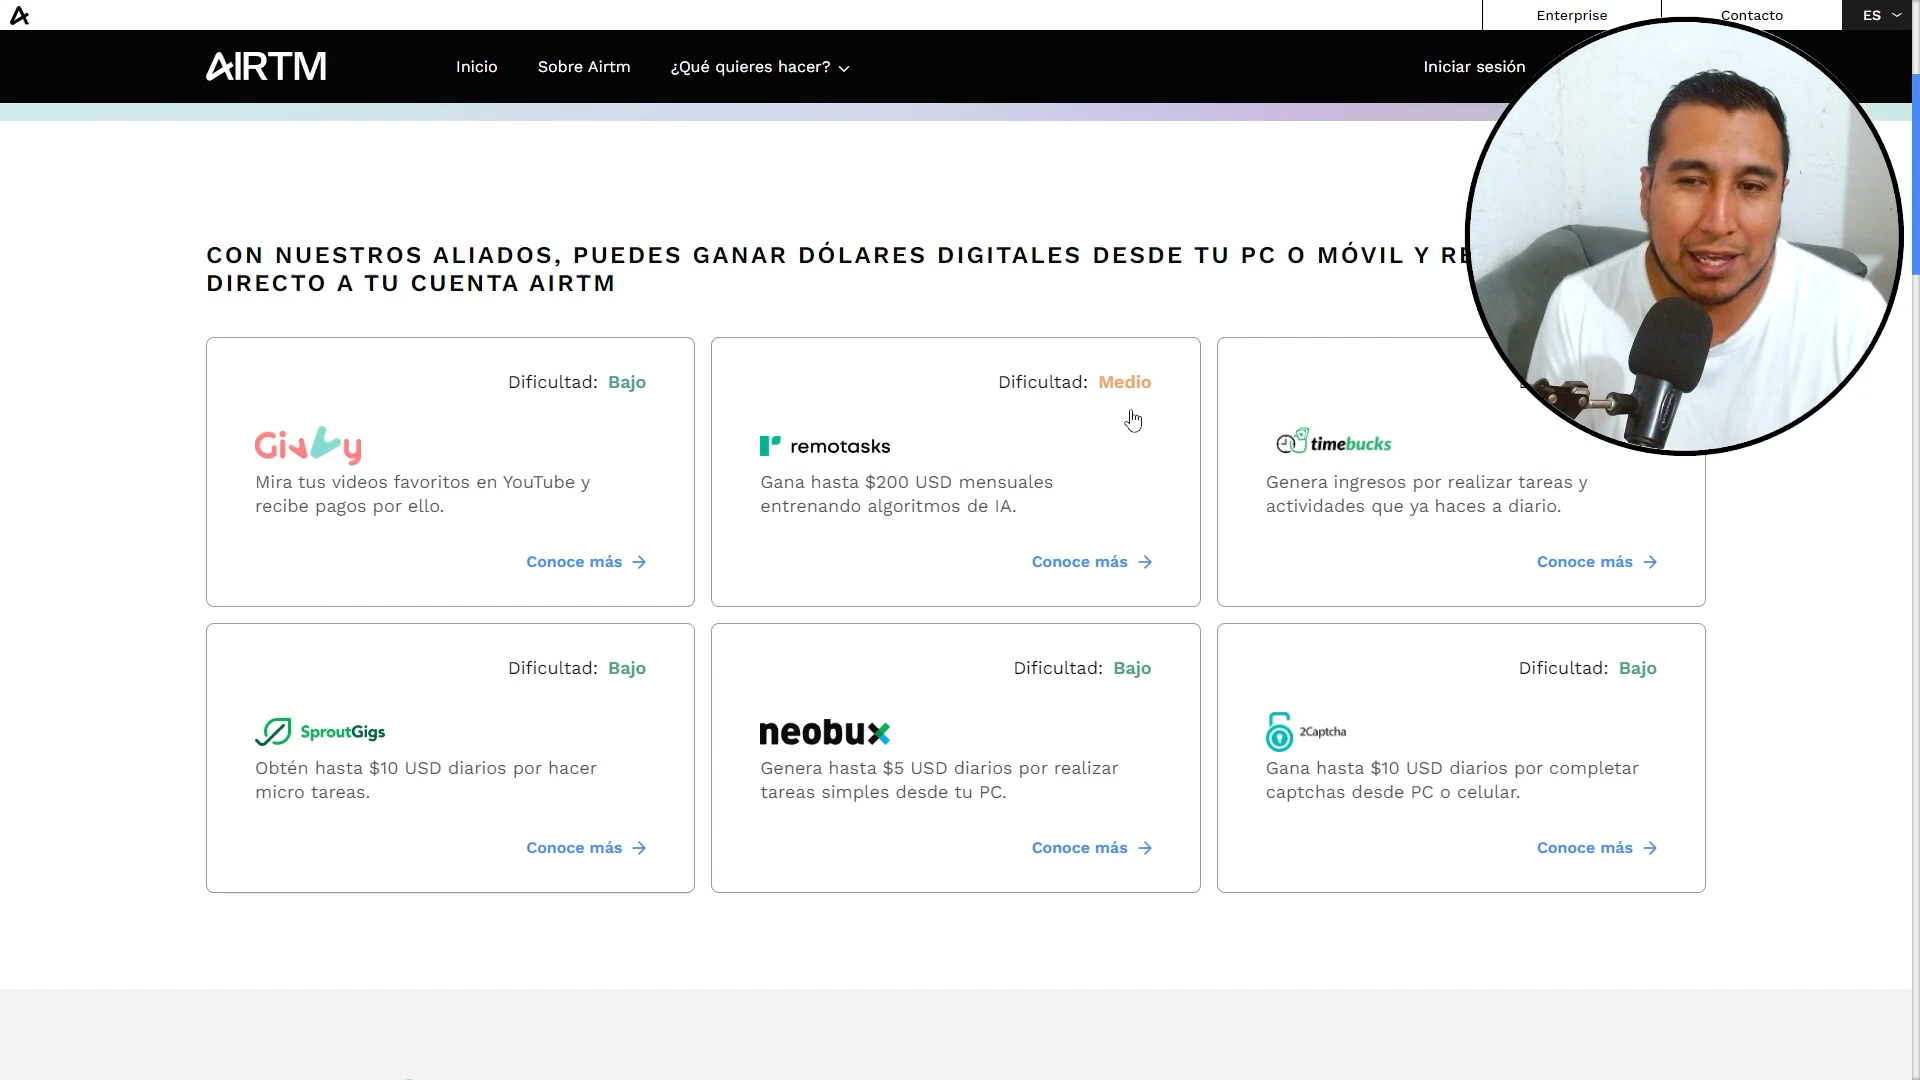 Enterprise
Contacto
ES
AIRTM
Inicio
Sobre Airtm
¿Qué quieres hacer?
Iniciar sesión
CON NUESTROS ALIADOS, PUEDES GANAR DÓLARES DIGITALES DESDE TU PC O MÓVIL Y
DIRECTO A TU CUENTA AIRTM
Dificultad: Bajo
Givvy
Mira tus videos favoritos en YouTube y
recibe pagos por ello.
Conoce más
Dificultad: Medio
remotasks
Gana hasta $200 USD mensuales
entrenando algoritmos de IA.
Conoce más
timebucks
Genera ingresos por realizar tareas y
actividades que ya haces a diario.
Conoce más
Dificultad: Bajo
SproutGigs
Obtén hasta $10 USD diarios por hacer
micro tareas.
Conoce más
Dificultad: Bajo
neobux
Genera hasta $5 USD diarios por realizar
tareas simples desde tu PC.
Conoce más
Dificultad: Bajo
2Captcha
Gana hasta $10 USD diarios por completar
captchas desde PC o celular.
Conoce más